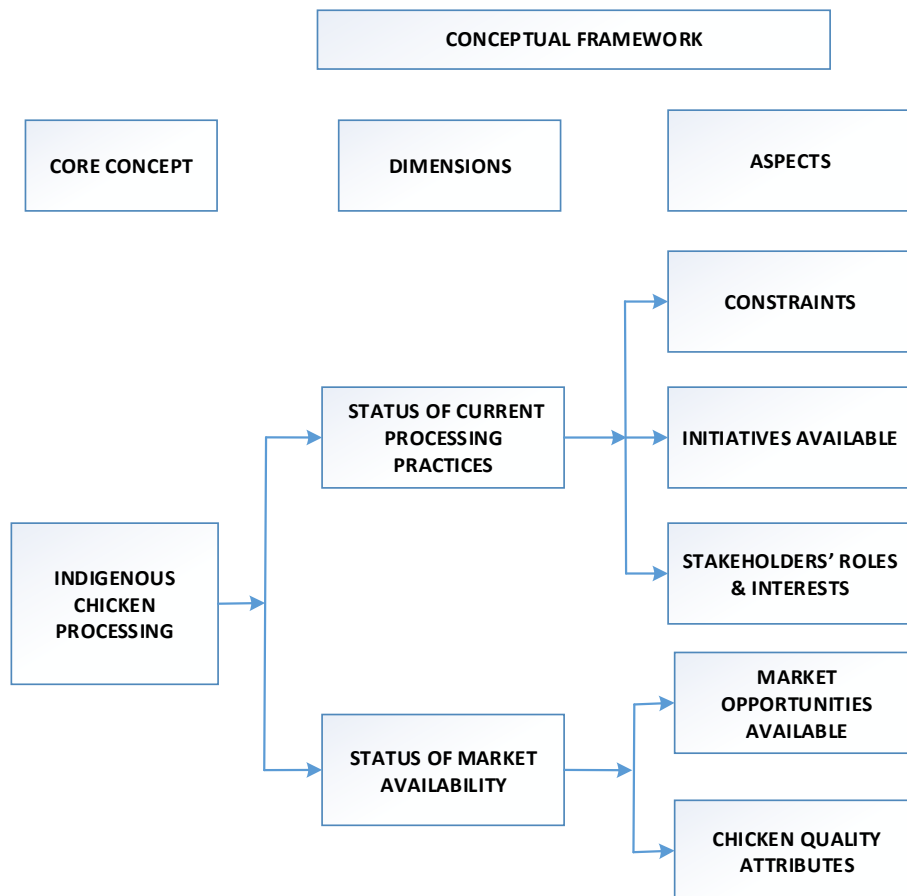 CONCEPTUAL FRAMEWORK
CORE CONCEPT
DIMENSIONS
ASPECTS
CONSTRAINTS
STATUS OF CURRENT
PROCESSING
PRACTICES
INITIATIVES AVAILABLE
STAKEHOLDERS’ ROLES
& INTERESTS
INDIGENOUS
CHICKEN
PROCESSING
MARKET
OPPORTUNITIES
AVAILABLE
STATUS OF MARKET
AVAILABILITY
CHICKEN QUALITY
ATTRIBUTES